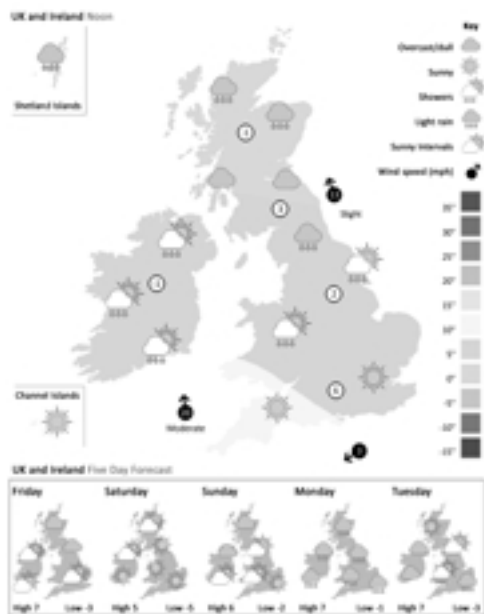 UK and Ireland Noon
Key
Overcast/dull
Sunny
Showers
Light rain
Sunny Intervals
Wind speed (mph)
Shetland Islands
Slight
35°
30°
25°
20°
15°
10°
5°
0°
-5°
-10°
-15°
Channel Islands
Moderate
UK and Ireland Five Day Forecast
Friday
Saturday
Sunday
Monday
Tuesday
High 7 Low -3
High 5 Low -5
High 6 Low -2
High 7 Low -1
High 7